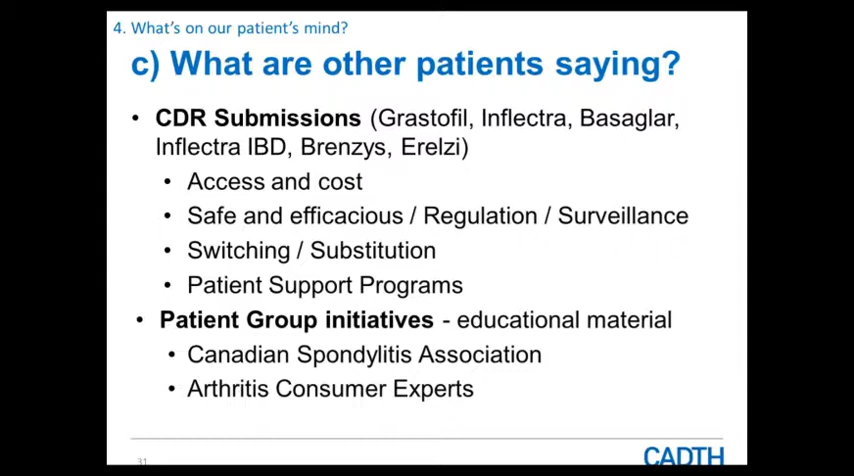 4. What's on our patient's mind?
c) What are other patients saying?
• CDR Submissions (Grastofil, Inflectra, Basaglar,
Inflectra IBD, Brenzys, Erelzi)
• Access and cost
• Safe and efficacious / Regulation / Surveillance
• Switching / Substitution
• Patient Support Programs
• Patient Group initiatives - educational material
• Canadian Spondylitis Association
• Arthritis Consumer Experts
31
CADTH